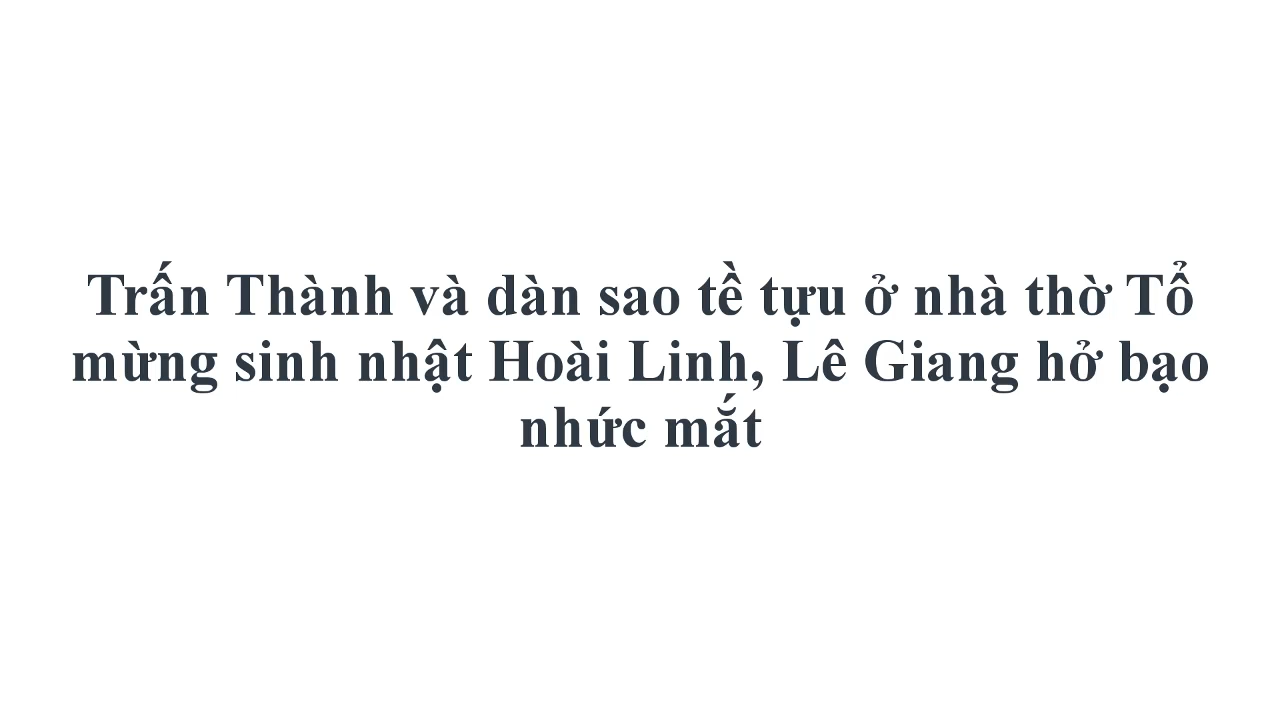 Trấn Thành và dàn sao tề tựu ở nhà thờ Tổ
mừng sinh nhật Hoài Linh, Lê Giang hở bạo
nhức mắt